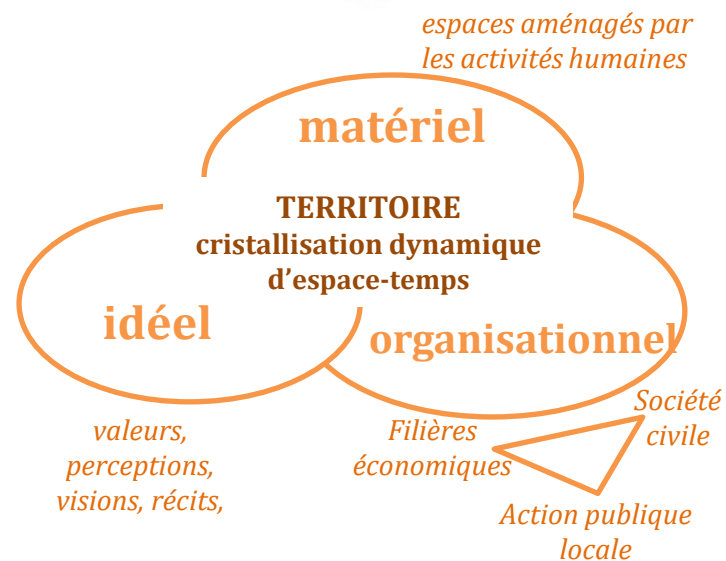 espaces aménagés par
les activités humaines
matériel
TERRITOIRE
cristallisation dynamique
d’espace-temps
idéel
organisationnel
valeurs,
perceptions,
visions, récits,
Filières
économiques
Société
civile
Action publique
locale